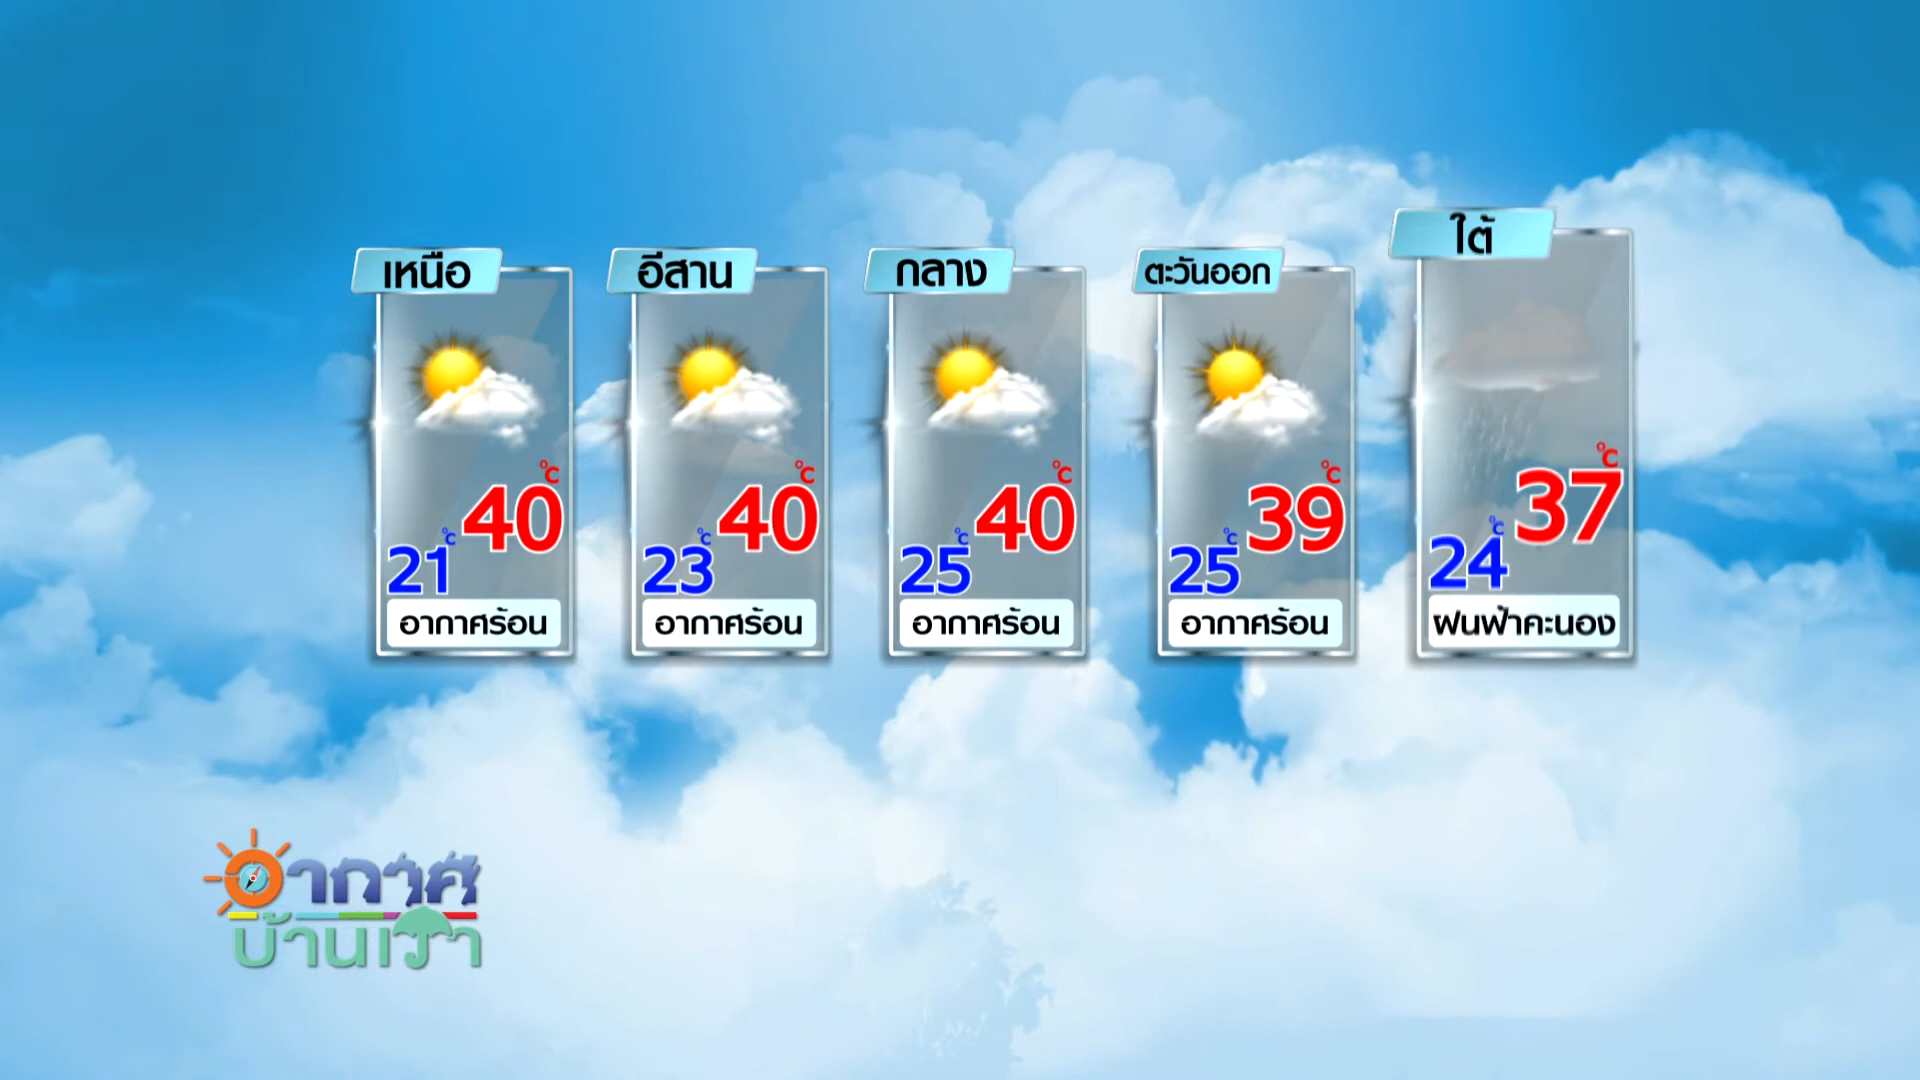 เหนือ
°c
40
°c
21
อากาศร้อน
อีสาน
°c
40
°c
23
อากาศร้อน
กลาง
°c
40
°c
25
อากาศร้อน
ตะวันออก
°c
39
°c
25
อากาศร้อน
ใต้
°c
37
°c
24
ฝนฟ้าคะนอง
อากาศ
บ้านเรา